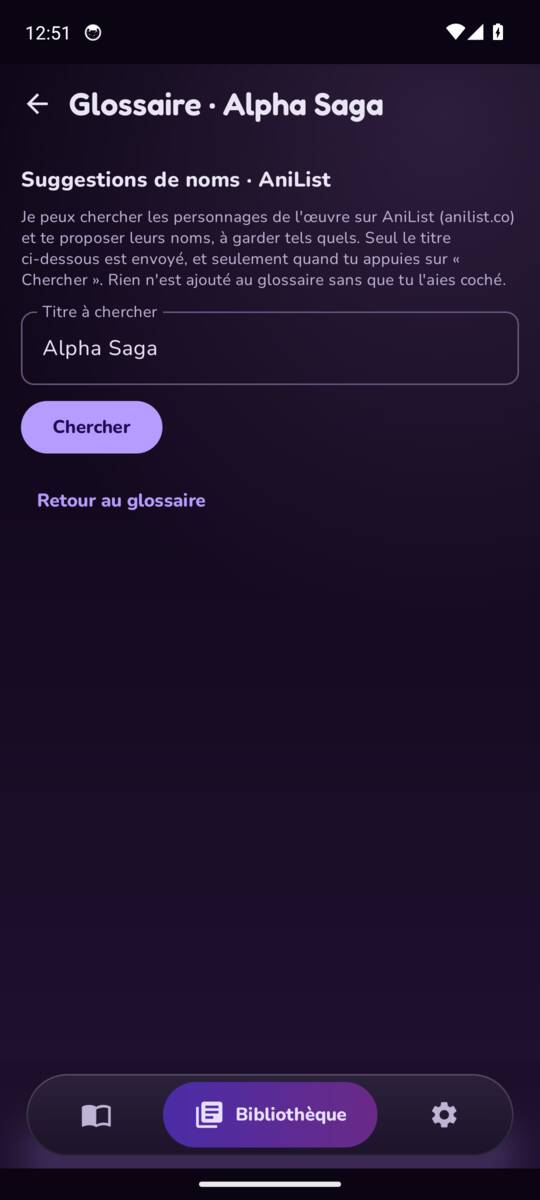 12:51
Glossaire · Alpha Saga
Suggestions de noms · AniList
Je peux chercher les personnages de l'œuvre sur AniList (anilist.co)
et te proposer leurs noms, à garder tels quels. Seul le titre
ci-dessous est envoyé, et seulement quand tu appuies sur «
Chercher ». Rien n'est ajouté au glossaire sans que tu l'aies coché.
Titre à chercher
Alpha Saga
Chercher
Retour au glossaire
Bibliothèque